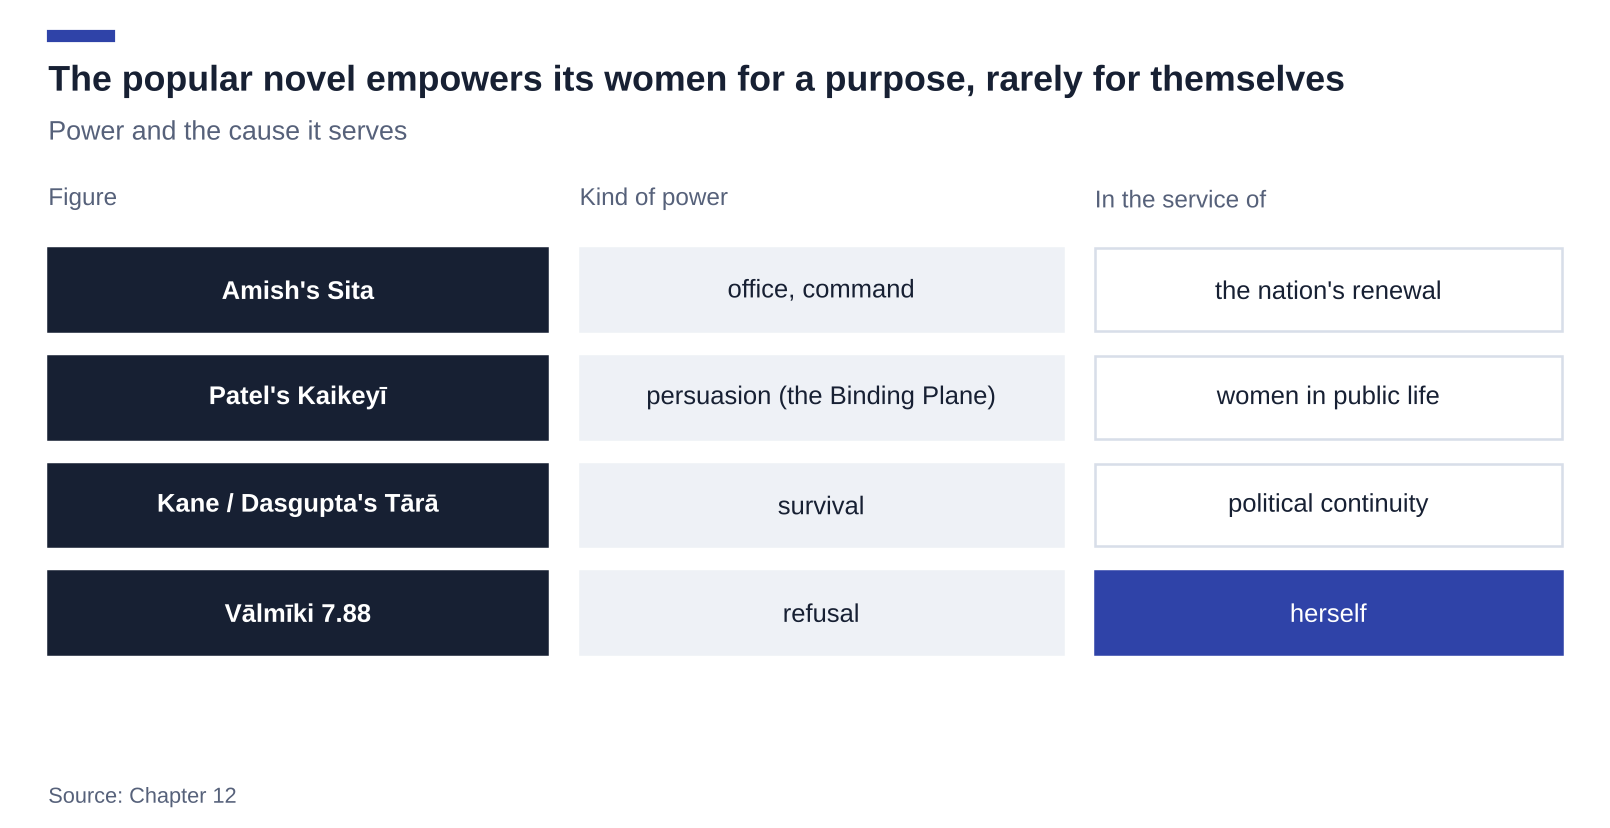 The popular novel empowers its women for a purpose, rarely for themselves
Power and the cause it serves
Figure
Kind of power
In the service of
Amish's Sita
office, command
the nation's renewal
Patel's Kaikeyī
persuasion (the Binding Plane)
women in public life
Kane / Dasgupta's Tārā
survival
political continuity
Vālmīki 7.88
refusal
herself
Source: Chapter 12